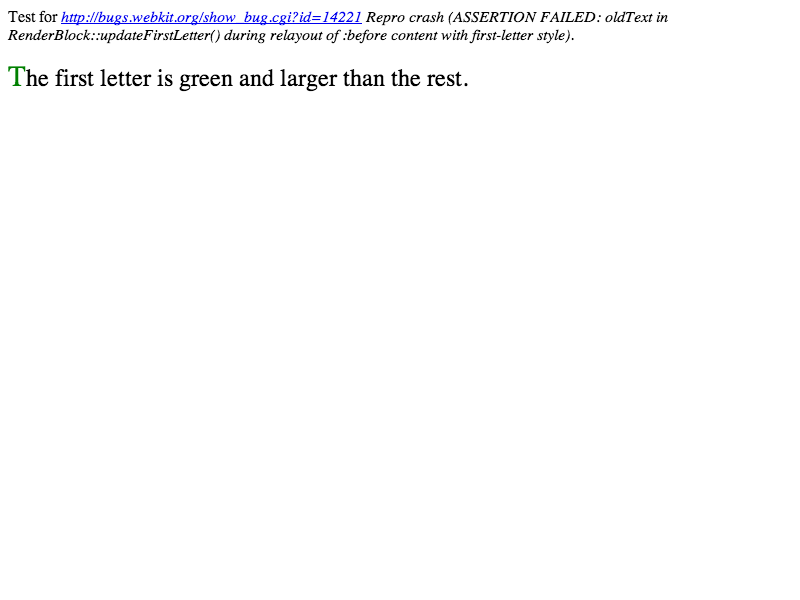 Test for http://bugs.webkit.org/show_bug.cgi?id=14221 Repro crash (ASSERTION FAILED: oldText in
RenderBlock::updateFirstLetter() during relayout of :before content with first-letter style).
The first letter is green and larger than the rest.